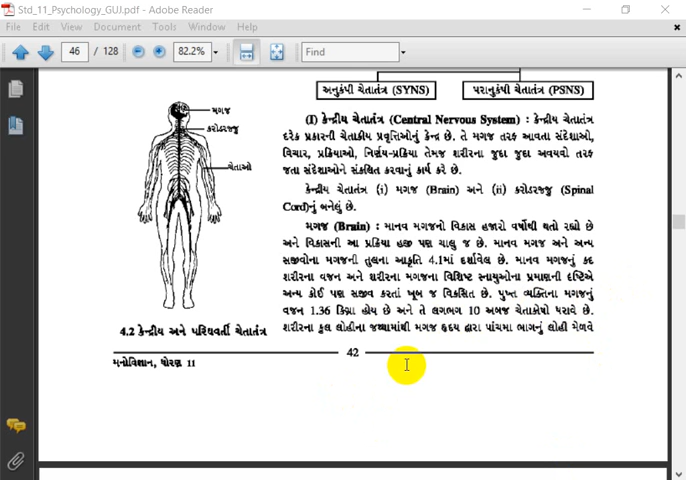 Std_11_Psychology_GUJ.pdf - Adobe Reader
File Edit View Document Tools Window Help
46 / 128 82.2% Find
અનુકંપી ચેતાતંત્ર (SYNS) પરાનુકંપી ચેતાતંત્ર (PSNS)
મગજ
કરોડરજજુ
ચેતાઓ
4.2 કેન્દ્રીય અને પરિઘવર્તી ચેતાતંત્ર
(I) કેન્દ્રીય ચેતાતંત્ર (Central Nervous System) : કેન્દ્રીય ચેતાતંત્ર
દરેક પ્રકારની ચેતાકીય પ્રવૃત્તિઓનું કેન્દ્ર છે. તે મગજ તરફ આવતા સંદેશાઓ,
વિચાર, પ્રક્રિયાઓ, નિર્ણય-પ્રક્રિયા તેમજ શરીરના જુદા જુદા અવયવો તરફ
જતા સંદેશાઓને સંકલિત કરવાનું કાર્ય કરે છે.
કેન્દ્રીય ચેતાતંત્ર (i) મગજ (Brain) અને (ii) કરોડરજજુ (Spinal
Cord)નું બનેલું છે.
મગજ (Brain) : માનવ મગજનો વિકાસ હજારો વર્ષોથી થતો રહ્યો છે
અને વિકાસની આ પ્રક્રિયા હજી પણ ચાલુ જ છે. માનવ મગજ અને અન્ય
સજીવોના મગજની તુલના આકૃતિ 4.1માં દર્શાવેલ છે. માનવ મગજનું કદ
શરીરના વજન અને શરીરના મગજના વિશિષ્ટ સ્નાયુઓના પ્રમાણની દૃષ્ટિએ
અન્ય કોઈ પણ સજીવ કરતાં ખૂબ જ વિકસિત છે. પુખ્ત વ્યક્તિના મગજનું
વજન 1.36 કિગ્રા હોય છે અને તે લગભગ 10 અબજ ચેતાકોષો ધરાવે છે.
શરીરના કુલ લોહીના જથ્થામાંથી મગજ હૃદય દ્વારા પાંચમા ભાગનું લોહી મેળવે
42
મનોવિજ્ઞાન, ધોરણ 11